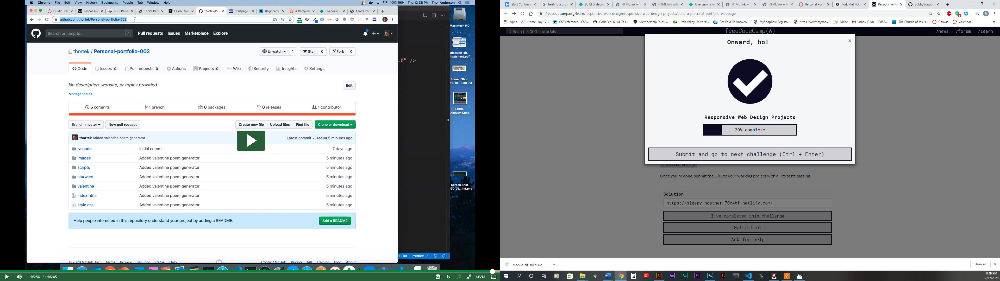 Chrome File Edit View History Bookmarks People Tab Window Help
100% Thu 12:36 PM Thor Anderson
DGM-1600 Responsive FCC: Perso Thor's Pers Learn | free thortek/Pe Startpage. Beginner's A Complete Overview | Thor's Pers
github.com/thortek/Personal-portfolio-002
Search or jump to... /
Pull requests Issues Marketplace Explore
thortek / Personal-portfolio-002
Unwatch 1 Star 0 Fork 0
Code Issues 0 Pull requests 0 Actions Projects 0 Wiki Security Insights Settings
No description, website, or topics provided.
Edit
Manage topics
5 commits 1 branch 0 packages 0 releases 1 contributor
Branch: master New pull request Create new file Upload files Find file Clone or download
thortek Added valentine poem generator Latest commit 734ae88 5 minutes ago
.vscode Initial commit 7 days ago
images Added valentine poem generator 5 minutes ago
scripts Added valentine poem generator 5 minutes ago
starwars Added valentine poem generator 5 minutes ago
valentine Added valentine poem generator 5 minutes ago
index.html Added valentine poem generator 5 minutes ago
style.css Added valentine poem generator 5 minutes ago
Help people interested in this repository understand your project by adding a README.
Add a README
© 2020 GitHub, Inc. Terms Privacy Security Status Help Contact GitHub Pricing API Training Blog About
.0" />
ESLint Prettier: ✓
Macintosh HD
atlassian-git-
heatsheet.pdf
Screen Shot
19-10...6.38 PM
LCRG-
AboutMe.png
Screen Shot
020-01...PM.png
1:05:56 / 1:06:45
CC 1x UVU
Start Confirma healing a brok Build & deplo HTML link with HTML link with Overview | slee HTML link with HTML link with Personal Portf Fork Me! FCC: Responsive W BobbyWasabu
freecodecamp.org/learn/responsive-web-design/responsive-web-design-projects/build-a-personal-portfolio-webpage
Apps Home | myUVU CSS reference - CSS... CodePen: Build, Tes... Membership Dues |... Utah Valley Universi... Get Paid To Answer... MySoapBox: Registr... https://www.mysoa... Niche Inbox (248) - 10687... The Church of Jesus... Canvas Calendar »
Search 5,000+ tutorials
freeCodeCamp
/news /forum /learn
Onward, ho!
Responsive Web Design Projects
20% complete
Submit and go to next challenge (Ctrl + Enter)
fcc/v1/bundle.js
Once you're done, submit the URL to your working project with all its tests passing.
Solution
https://sleepy-noether-70c4bf.netlify.com/
I've completed this challenge
Get a hint
Ask for help
mobile-alt-solid.svg
Show all
8:49 PM
2/17/2020